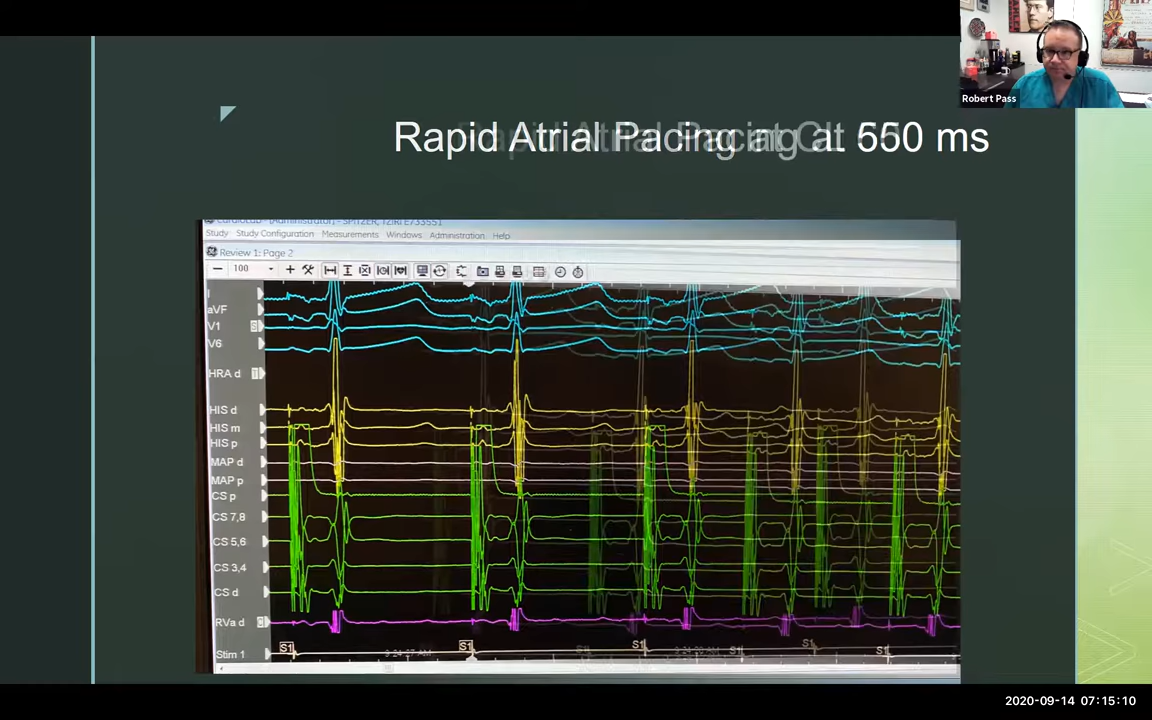 Robert Pass
Rapid Atrial Pacing at 550 ms
Study Study Configuration Measurements Windows Administration Help
Review 1: Page 2
100
I
aVF
V1 S
V6
HRA d 1
HIS d
HIS m
HIS p
MAP d
MAP p
CS p
CS 7,8
CS 5,6
CS 3,4
CS d
RVa d C
Stim 1 S1 S1 S1 S1
2020-09-14 07:15:10